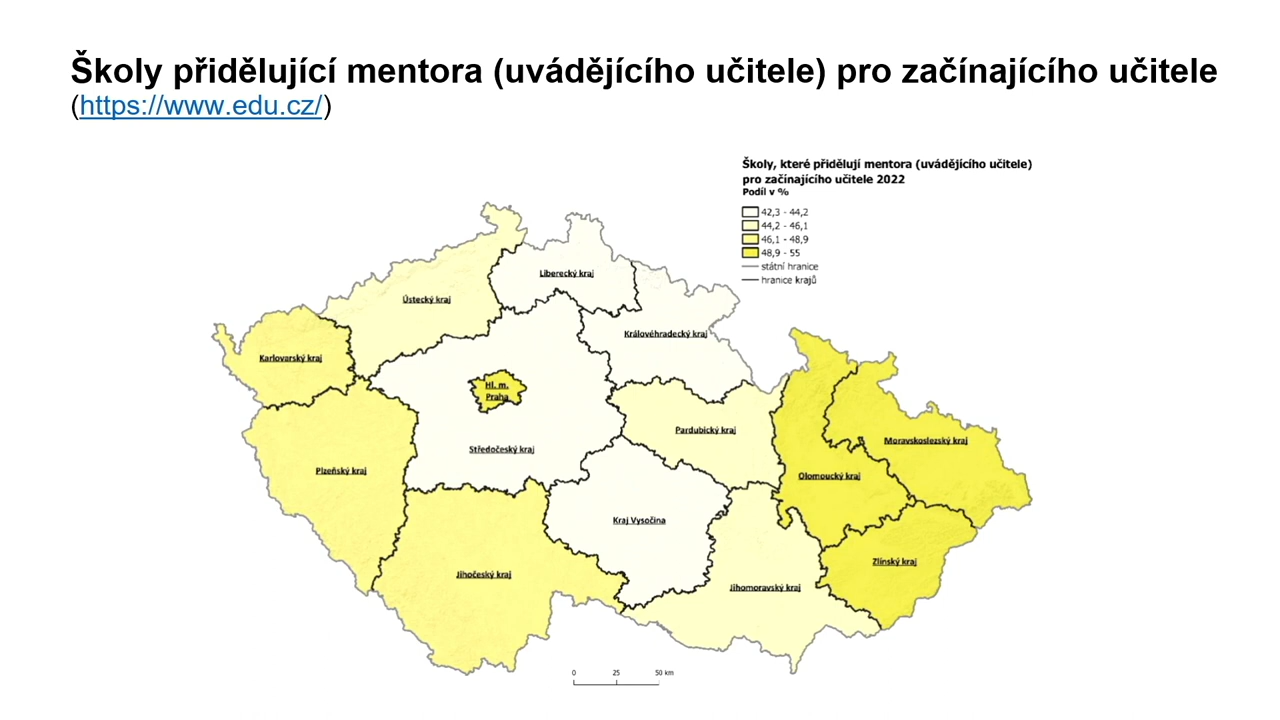 Školy přidělující mentora (uvádějícího učitele) pro začínajícího učitele
(https://www.edu.cz/)
Školy, které přidělují mentora (uvádějícího učitele)
pro začínajícího učitele 2022
Podíl v %
42,3 - 44,2
44,2 - 46,1
46,1 - 48,9
48,9 - 55
státní hranice
hranice krajů
Liberecký kraj
Ústecký kraj
Královéhradecký kraj
Karlovarský kraj
Hl. m.
Praha
Pardubický kraj
Moravskoslezský kraj
Středočeský kraj
Plzeňský kraj
Olomoucký kraj
Kraj Vysočina
Zlínský kraj
Jihočeský kraj
Jihomoravský kraj
0 25 50 km